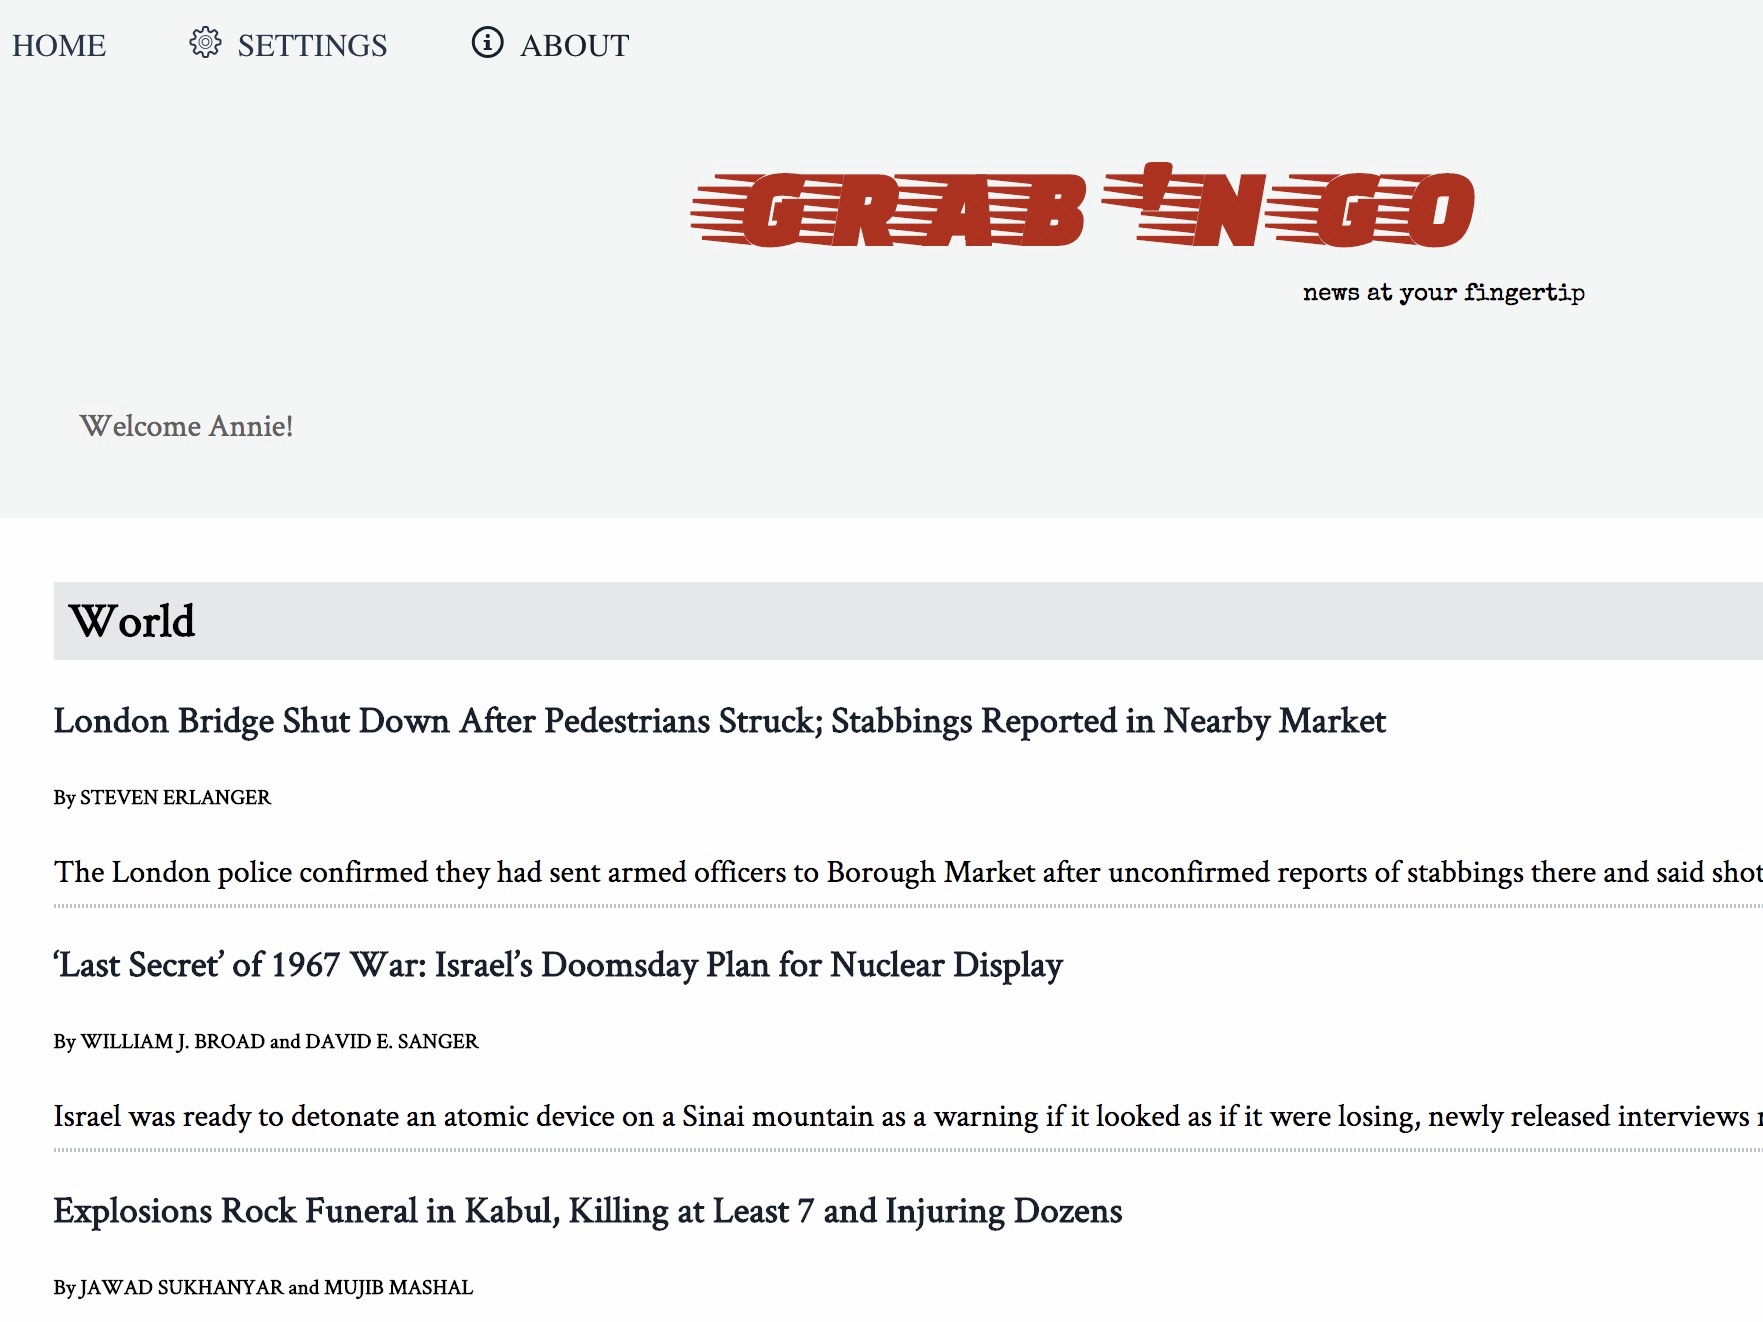 HOME SETTINGS ABOUT
GRAB 'N GO
news at your fingertip
Welcome Annie!
World
London Bridge Shut Down After Pedestrians Struck; Stabbings Reported in Nearby Market
By STEVEN ERLANGER
The London police confirmed they had sent armed officers to Borough Market after unconfirmed reports of stabbings there and said
‘Last Secret’ of 1967 War: Israel’s Doomsday Plan for Nuclear Display
By WILLIAM J. BROAD and DAVID E. SANGER
Israel was ready to detonate an atomic device on a Sinai mountain as a warning if it looked as if it were losing, newly released interviews
Explosions Rock Funeral in Kabul, Killing at Least 7 and Injuring Dozens
By JAWAD SUKHANYAR and MUJIB MASHAL